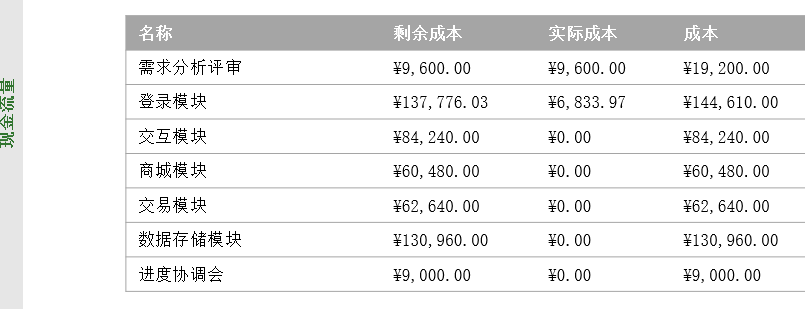 现金流量
名称 剩余成本 实际成本 成本
需求分析评审 ¥9,600.00 ¥9,600.00 ¥19,200.00
登录模块 ¥137,776.03 ¥6,833.97 ¥144,610.00
交互模块 ¥84,240.00 ¥0.00 ¥84,240.00
商城模块 ¥60,480.00 ¥0.00 ¥60,480.00
交易模块 ¥62,640.00 ¥0.00 ¥62,640.00
数据存储模块 ¥130,960.00 ¥0.00 ¥130,960.00
进度协调会 ¥9,000.00 ¥0.00 ¥9,000.00